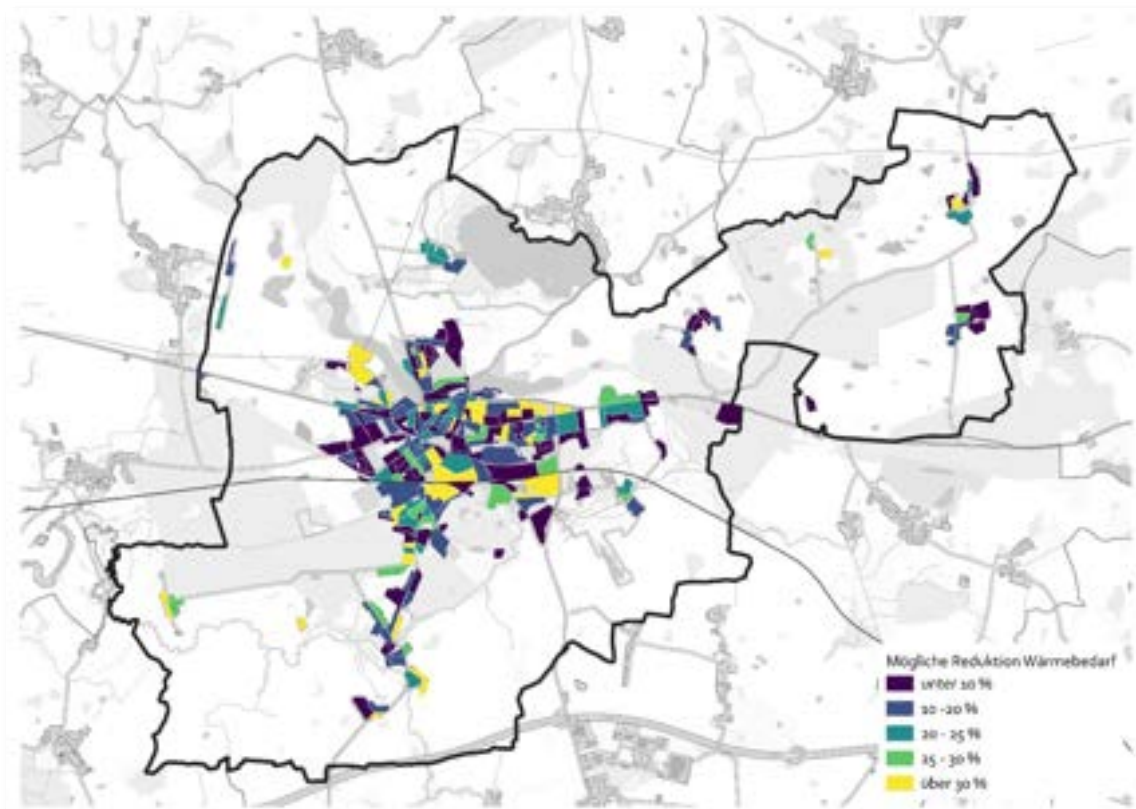 Mögliche Reduktion Wärmebedarf
unter 10 %
10 -20 %
20 - 25 %
25 - 30 %
über 30 %